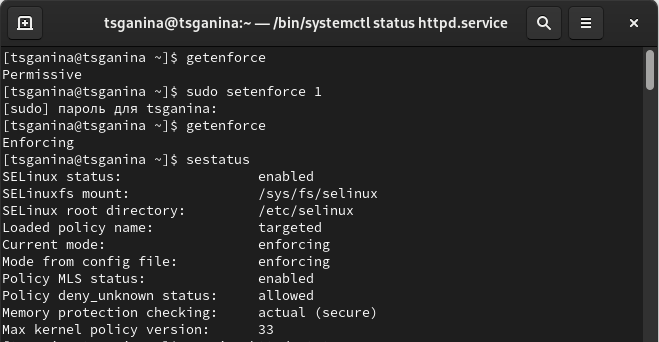 tsganina@tsganina:~ — /bin/systemctl status httpd.service
[tsganina@tsganina ~]$ getenforce
Permissive
[tsganina@tsganina ~]$ sudo setenforce 1
[sudo] пароль для tsganina:
[tsganina@tsganina ~]$ getenforce
Enforcing
[tsganina@tsganina ~]$ sestatus
SELinux status:                 enabled
SELinuxfs mount:                /sys/fs/selinux
SELinux root directory:         /etc/selinux
Loaded policy name:             targeted
Current mode:                   enforcing
Mode from config file:          enforcing
Policy MLS status:              enabled
Policy deny_unknown status:     allowed
Memory protection checking:     actual (secure)
Max kernel policy version:      33